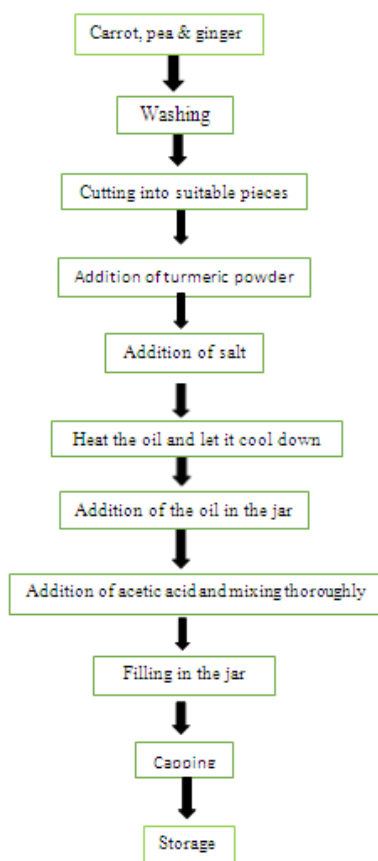 Carrot, pea & ginger
Washing
Cutting into suitable pieces
Addition of turmeric powder
Addition of salt
Heat the oil and let it cool down
Addition of the oil in the jar
Addition of acetic acid and mixing thoroughly
Filling in the jar
Capping
Storage